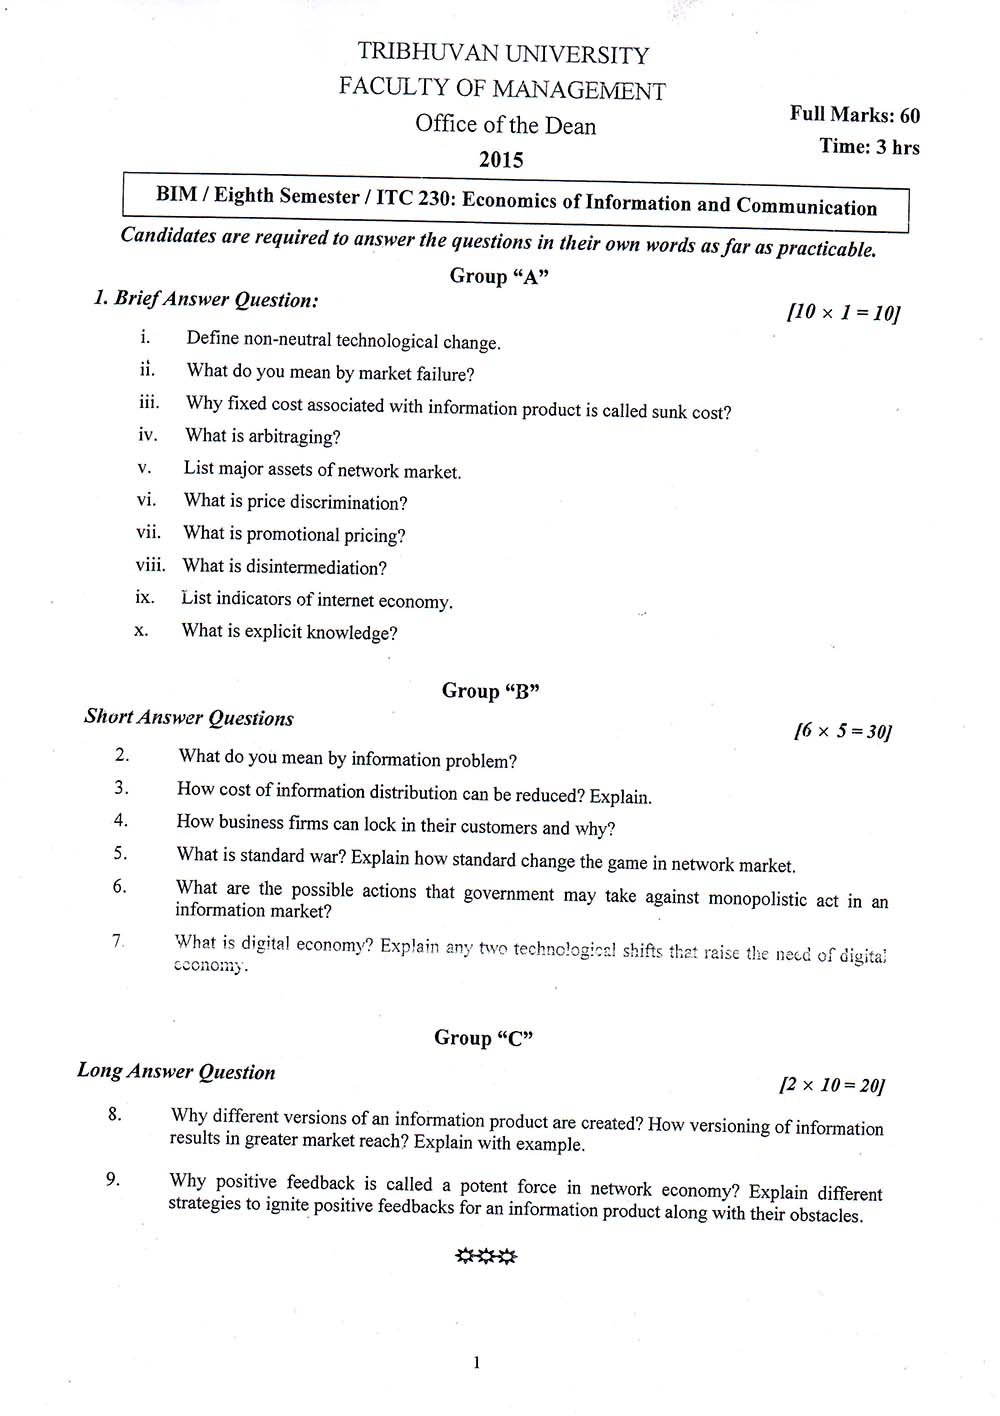 TRIBHUVAN UNIVERSITY
FACULTY OF MANAGEMENT
Office of the Dean
2015
Full Marks: 60
Time: 3 hrs
BIM / Eighth Semester / ITC 230: Economics of Information and Communication
Candidates are required to answer the questions in their own words as far as practicable.
Group “A”
1. Brief Answer Question:
[10 × 1 = 10]
i. Define non-neutral technological change.
ii. What do you mean by market failure?
iii. Why fixed cost associated with information product is called sunk cost?
iv. What is arbitraging?
v. List major assets of network market.
vi. What is price discrimination?
vii. What is promotional pricing?
viii. What is disintermediation?
ix. List indicators of internet economy.
x. What is explicit knowledge?
Group “B”
Short Answer Questions
[6 × 5 = 30]
2. What do you mean by information problem?
3. How cost of information distribution can be reduced? Explain.
4. How business firms can lock in their customers and why?
5. What is standard war? Explain how standard change the game in network market.
6. What are the possible actions that government may take against monopolistic act in an
information market?
7. What is digital economy? Explain any two technological shifts that raise the need of digital
economy.
Group “C”
Long Answer Question
[2 × 10 = 20]
8. Why different versions of an information product are created? How versioning of information
results in greater market reach? Explain with example.
9. Why positive feedback is called a potent force in network economy? Explain different
strategies to ignite positive feedbacks for an information product along with their obstacles.
1